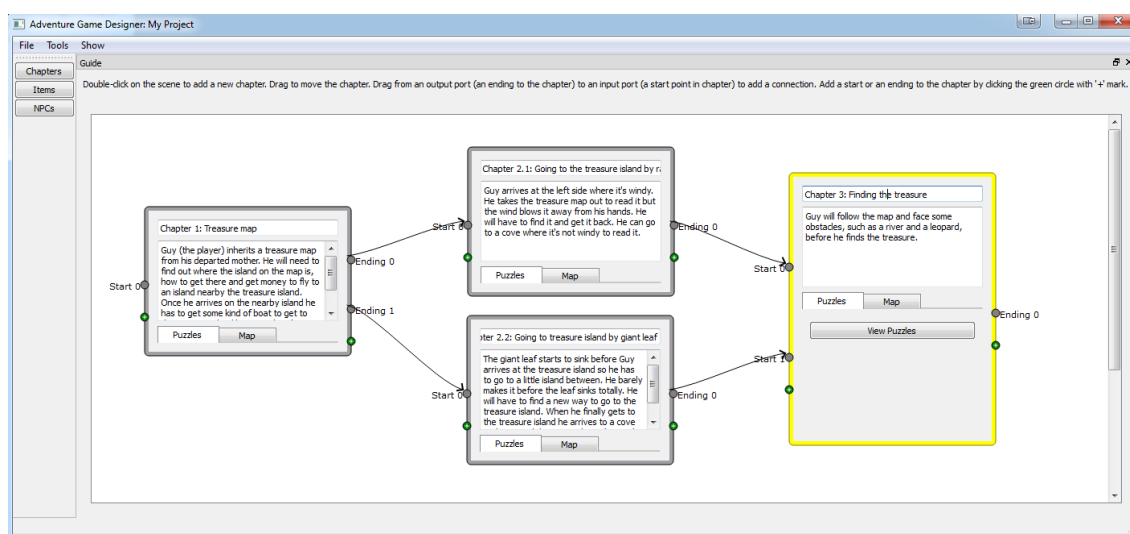 Adventure Game Designer: My Project
File Tools Show
Guide
Chapters
Items
NPCs
Double-click on the scene to add a new chapter. Drag to move the chapter. Drag from an output port (an ending to the chapter) to an input port (a start point in chapter) to add a connection. Add a start or an ending to the chapter by clicking the green circle with '+' mark.
Start 0
Chapter 1: Treasure map
Guy (the player) inherits a treasure map
from his departed mother. He will need to
find out where the island on the map is,
how to get there and get money to fly to
an island nearby the treasure island.
Once he arrives on the nearby island he
has to get some kind of boat to get to
Puzzles Map
Ending 0
Ending 1
Start 0
Chapter 2.1: Going to the treasure island by
Guy arrives at the left side where it's windy.
He takes the treasure map out to read it but
the wind blows it away from his hands. He
will have to find it and get it back. He can go
to a cove where it's not windy to read it.
Puzzles Map
Ending 0
Start 0
2.2: Going to treasure island by giant leaf
The giant leaf starts to sink before Guy
arrives at the treasure island so he has
to go to a little island between. He barely
makes it before the leaf sinks totally. He
will have to find a new way to go to the
treasure island. When he finally gets to
the treasure island he arrives to a cove
Puzzles Map
Ending 0
Start 0
Start 1
Chapter 3: Finding the treasure
Guy will follow the map and face some
obstacles, such as a river and a leopard,
before he finds the treasure.
Puzzles Map
View Puzzles
Ending 0